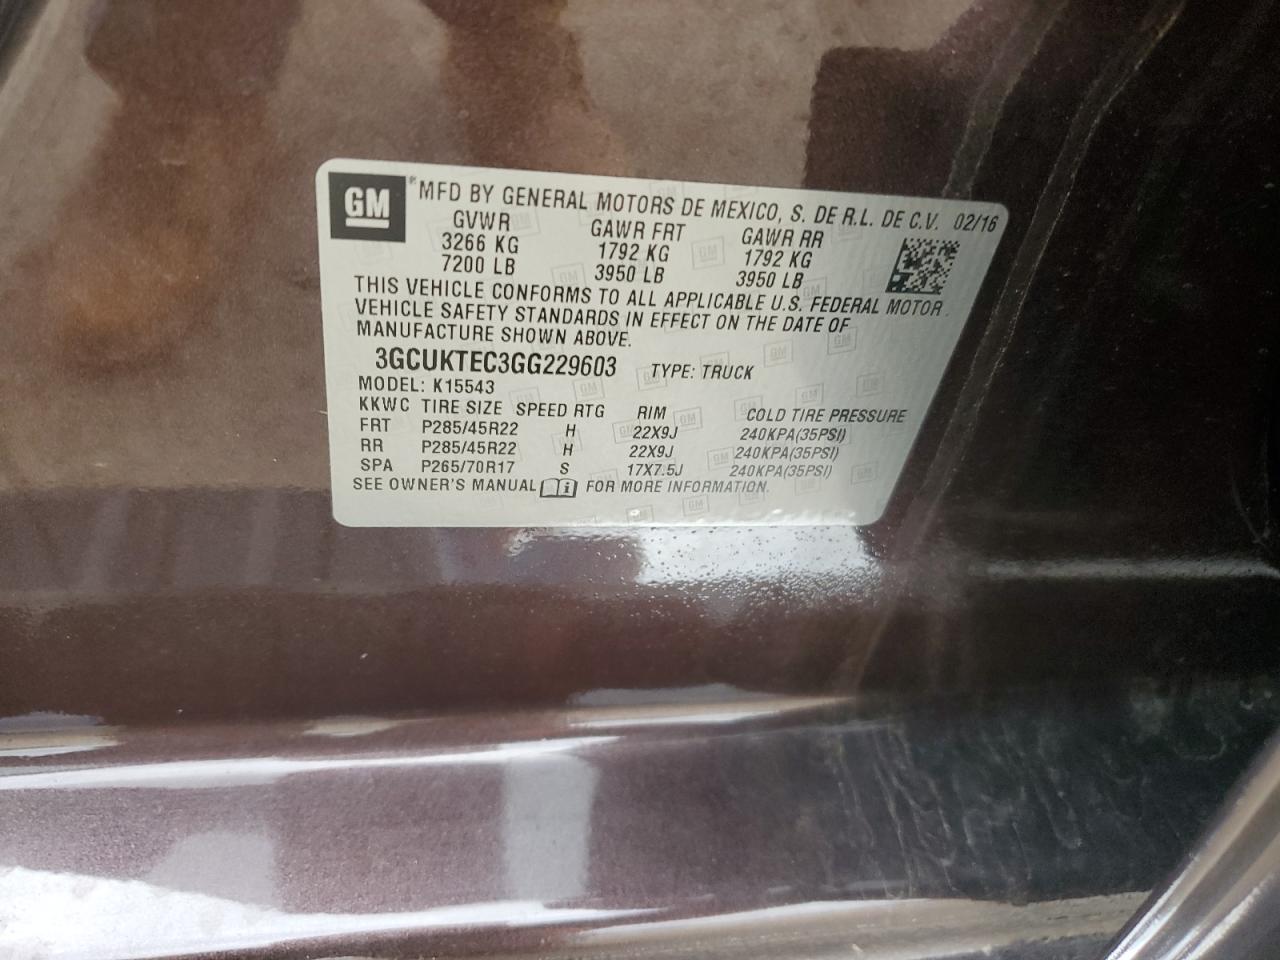 GM ® MFD BY GENERAL MOTORS DE MEXICO, S. DE R.L. DE C.V. 02/16
GVWR GAWR FRT GAWR RR
3266 KG 1792 KG 1792 KG
7200 LB 3950 LB 3950 LB
THIS VEHICLE CONFORMS TO ALL APPLICABLE U.S. FEDERAL MOTOR
VEHICLE SAFETY STANDARDS IN EFFECT ON THE DATE OF
MANUFACTURE SHOWN ABOVE.
3GCUKTEC3GG229603 TYPE: TRUCK
MODEL: K15543
KKWC TIRE SIZE SPEED RTG RIM COLD TIRE PRESSURE
FRT P285/45R22 H 22X9J 240KPA(35PSI)
RR P285/45R22 H 22X9J 240KPA(35PSI)
SPA P265/70R17 S 17X7.5J 240KPA(35PSI)
SEE OWNER'S MANUAL FOR MORE INFORMATION.